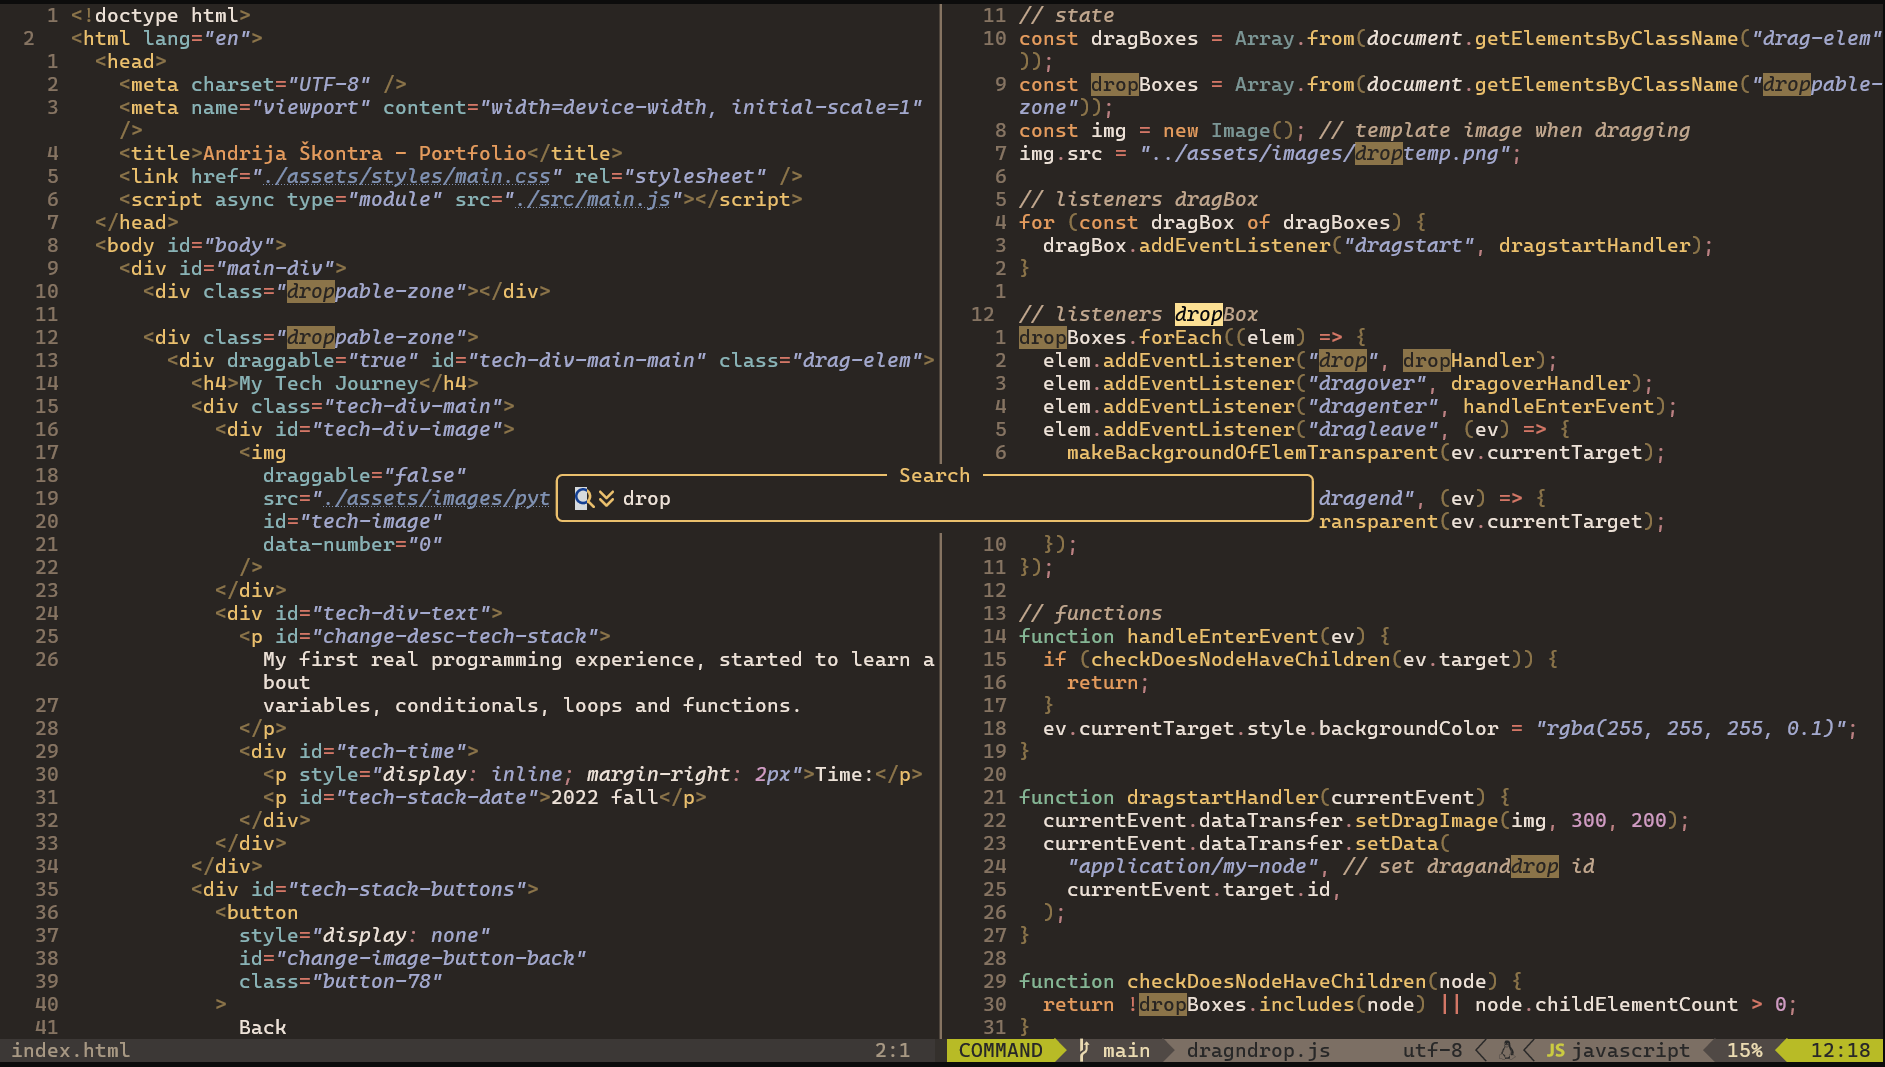 1 <!doctype html>
2 <html lang="en">
1 <head>
2 <meta charset="UTF-8" />
3 <meta name="viewport" content="width=device-width, initial-scale=1"
/>
4 <title>Andrija Škontra - Portfolio</title>
5 <link href="./assets/styles/main.css" rel="stylesheet" />
6 <script async type="module" src="./src/main.js"></script>
7 </head>
8 <body id="body">
9 <div id="main-div">
10 <div class="droppable-zone"></div>
11
12 <div class="droppable-zone">
13 <div draggable="true" id="tech-div-main-main" class="drag-elem">
14 <h4>My Tech Journey</h4>
15 <div class="tech-div-main">
16 <div id="tech-div-image">
17 <img
18 draggable="false"
19 src="./assets/images/pyt
20 id="tech-image"
21 data-number="0"
22 />
23 </div>
24 <div id="tech-div-text">
25 <p id="change-desc-tech-stack">
26 My first real programming experience, started to learn a
bout
27 variables, conditionals, loops and functions.
28 </p>
29 <div id="tech-time">
30 <p style="display: inline; margin-right: 2px">Time:</p>
31 <p id="tech-stack-date">2022 fall</p>
32 </div>
33 </div>
34 </div>
35 <div id="tech-stack-buttons">
36 <button
37 style="display: none"
38 id="change-image-button-back"
39 class="button-78"
40 >
41 Back
index.html 2:1
11 // state
10 const dragBoxes = Array.from(document.getElementsByClassName("drag-elem"
));
9 const dropBoxes = Array.from(document.getElementsByClassName("droppable-
zone"));
8 const img = new Image(); // template image when dragging
7 img.src = "../assets/images/droptemp.png";
6
5 // listeners dragBox
4 for (const dragBox of dragBoxes) {
3 dragBox.addEventListener("dragstart", dragstartHandler);
2 }
1
12 // listeners dropBox
1 dropBoxes.forEach((elem) => {
2 elem.addEventListener("drop", dropHandler);
3 elem.addEventListener("dragover", dragoverHandler);
4 elem.addEventListener("dragenter", handleEnterEvent);
5 elem.addEventListener("dragleave", (ev) => {
6 makeBackgroundOfElemTransparent(ev.currentTarget);
Search
drop
dragend", (ev) => {
ransparent(ev.currentTarget);
10 });
11 });
12
13 // functions
14 function handleEnterEvent(ev) {
15 if (checkDoesNodeHaveChildren(ev.target)) {
16 return;
17 }
18 ev.currentTarget.style.backgroundColor = "rgba(255, 255, 255, 0.1)";
19 }
20
21 function dragstartHandler(currentEvent) {
22 currentEvent.dataTransfer.setDragImage(img, 300, 200);
23 currentEvent.dataTransfer.setData(
24 "application/my-node", // set draganddrop id
25 currentEvent.target.id,
26 );
27 }
28
29 function checkDoesNodeHaveChildren(node) {
30 return !dropBoxes.includes(node) || node.childElementCount > 0;
31 }
COMMAND main dragndrop.js utf-8 JS javascript 15% 12:18